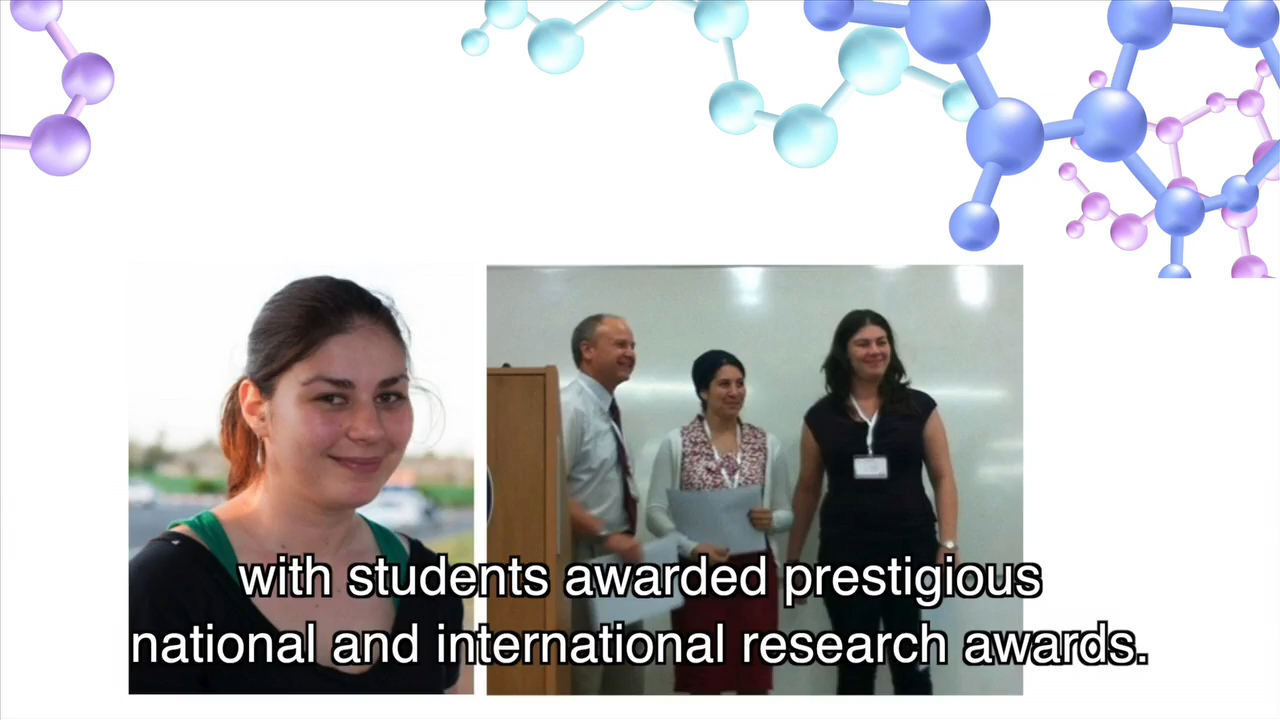 with students awarded prestigious
national and international research awards.